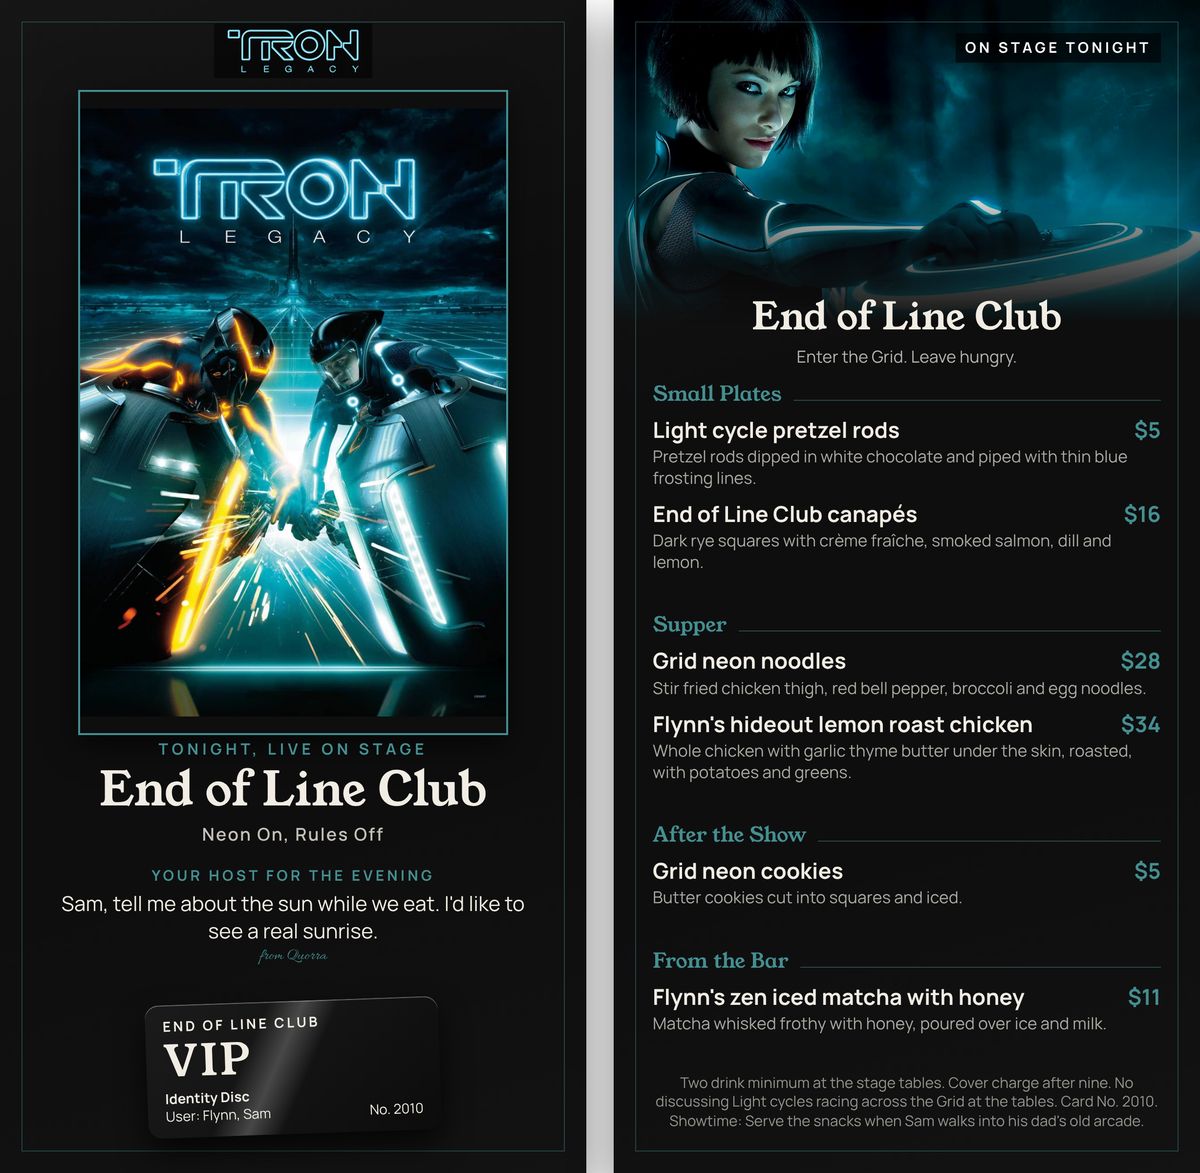 TRON
LEGACY
TRON
LEGACY
TONIGHT, LIVE ON STAGE
End of Line Club
Neon On, Rules Off
YOUR HOST FOR THE EVENING
Sam, tell me about the sun while we eat. I'd like to
see a real sunrise.
from Quorra
END OF LINE CLUB
VIP
Identity Disc
User: Flynn, Sam
No. 2010
ON STAGE TONIGHT
End of Line Club
Enter the Grid. Leave hungry.
Small Plates
Light cycle pretzel rods $5
Pretzel rods dipped in white chocolate and piped with thin blue
frosting lines.
End of Line Club canapés $16
Dark rye squares with crème fraîche, smoked salmon, dill and
lemon.
Supper
Grid neon noodles $28
Stir fried chicken thigh, red bell pepper, broccoli and egg noodles.
Flynn's hideout lemon roast chicken $34
Whole chicken with garlic thyme butter under the skin, roasted,
with potatoes and greens.
After the Show
Grid neon cookies $5
Butter cookies cut into squares and iced.
From the Bar
Flynn's zen iced matcha with honey $11
Matcha whisked frothy with honey, poured over ice and milk.
Two drink minimum at the stage tables. Cover charge after nine. No
discussing Light cycles racing across the Grid at the tables. Card No. 2010.
Showtime: Serve the snacks when Sam walks into his dad's old arcade.